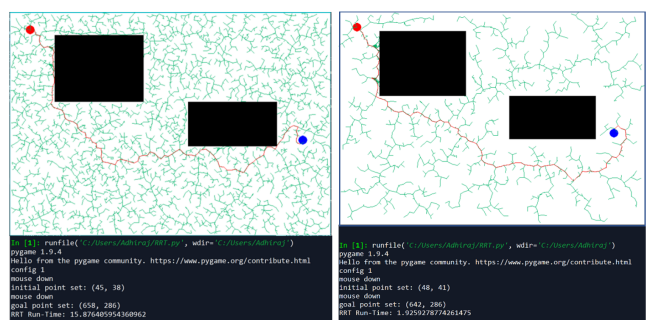 In [1]: runfile('C:/Users/Adhiraj/RRT.py', wdir='C:/Users/Adhiraj')
pygame 1.9.4
Hello from the pygame community. https://www.pygame.org/contribute.html
config 1
mouse down
initial point set: (45, 38)
mouse down
goal point set: (658, 286)
RRT Run-Time: 15.876405954360962
In [1]: runfile('C:/Users/Adhiraj/RRT.py', wdir='C:/Users/Adhiraj')
pygame 1.9.4
Hello from the pygame community. https://www.pygame.org/contribute.html
config 1
mouse down
initial point set: (48, 41)
mouse down
goal point set: (642, 286)
RRT Run-Time: 1.9259278774261475